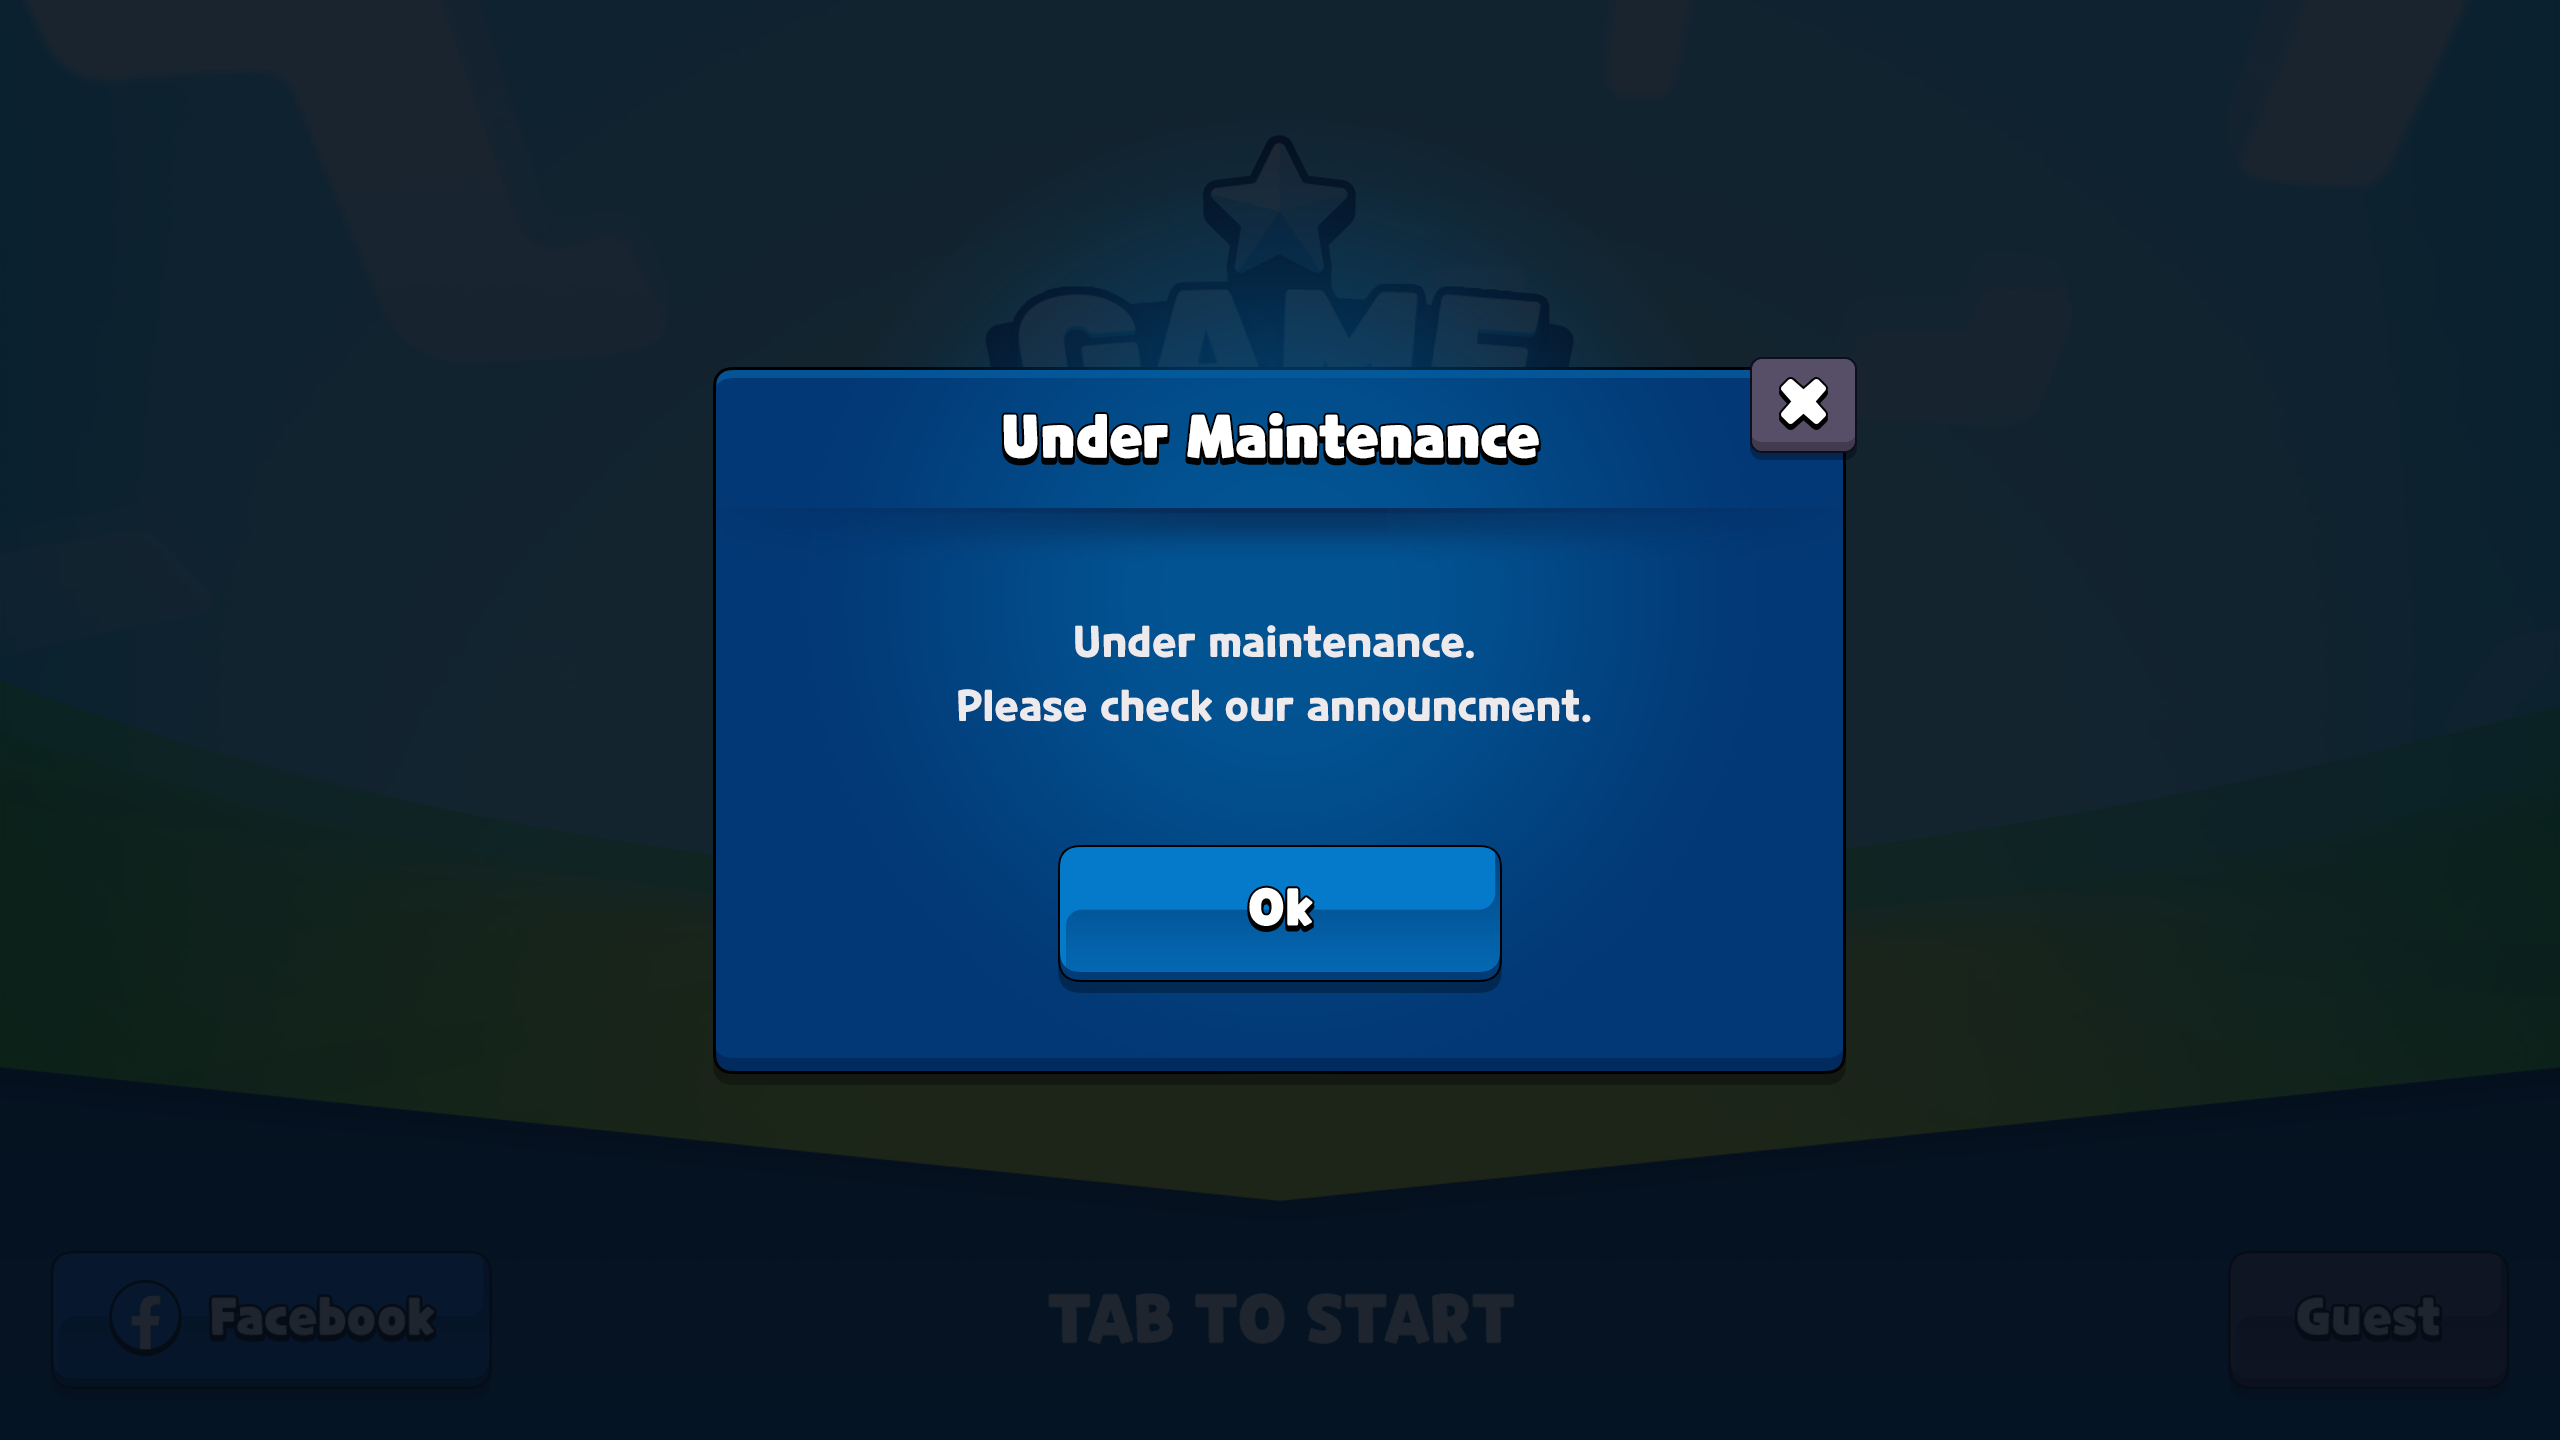 GAME
Under Maintenance
Under maintenance.
Please check our announcment.
Ok
Facebook
TAB TO START
Guest